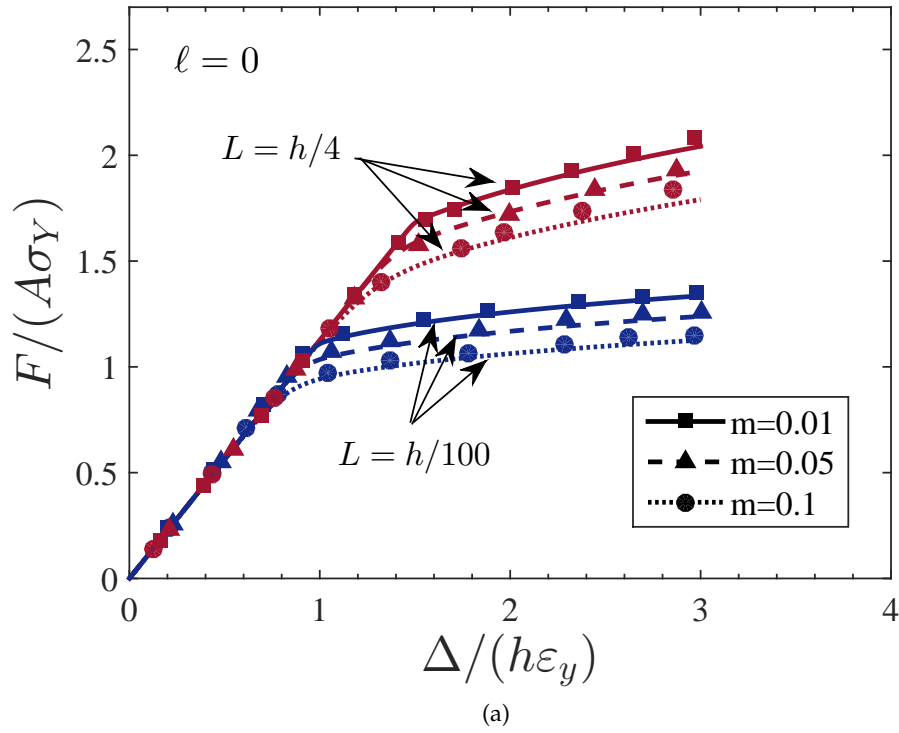 2.5
2
1.5
1
0.5
0
0
1
2
3
4
F/(Aσ_Y)
Δ/(hε_y)
ℓ = 0
L = h/4
L = h/100
m=0.01
m=0.05
m=0.1
(a)